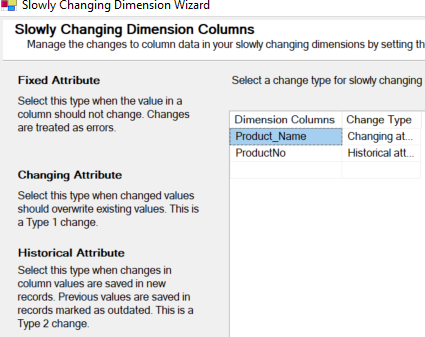 Slowly Changing Dimension Wizard
Slowly Changing Dimension Columns
Manage the changes to column data in your slowly changing dimensions by setting th
Fixed Attribute
Select this type when the value in a
column should not change. Changes
are treated as errors.
Changing Attribute
Select this type when changed values
should overwrite existing values. This is
a Type 1 change.
Historical Attribute
Select this type when changes in
column values are saved in new
records. Previous values are saved in
records marked as outdated. This is a
Type 2 change.
Select a change type for slowly changing
Dimension Columns Change Type
Product_Name Changing at...
ProductNo Historical att...